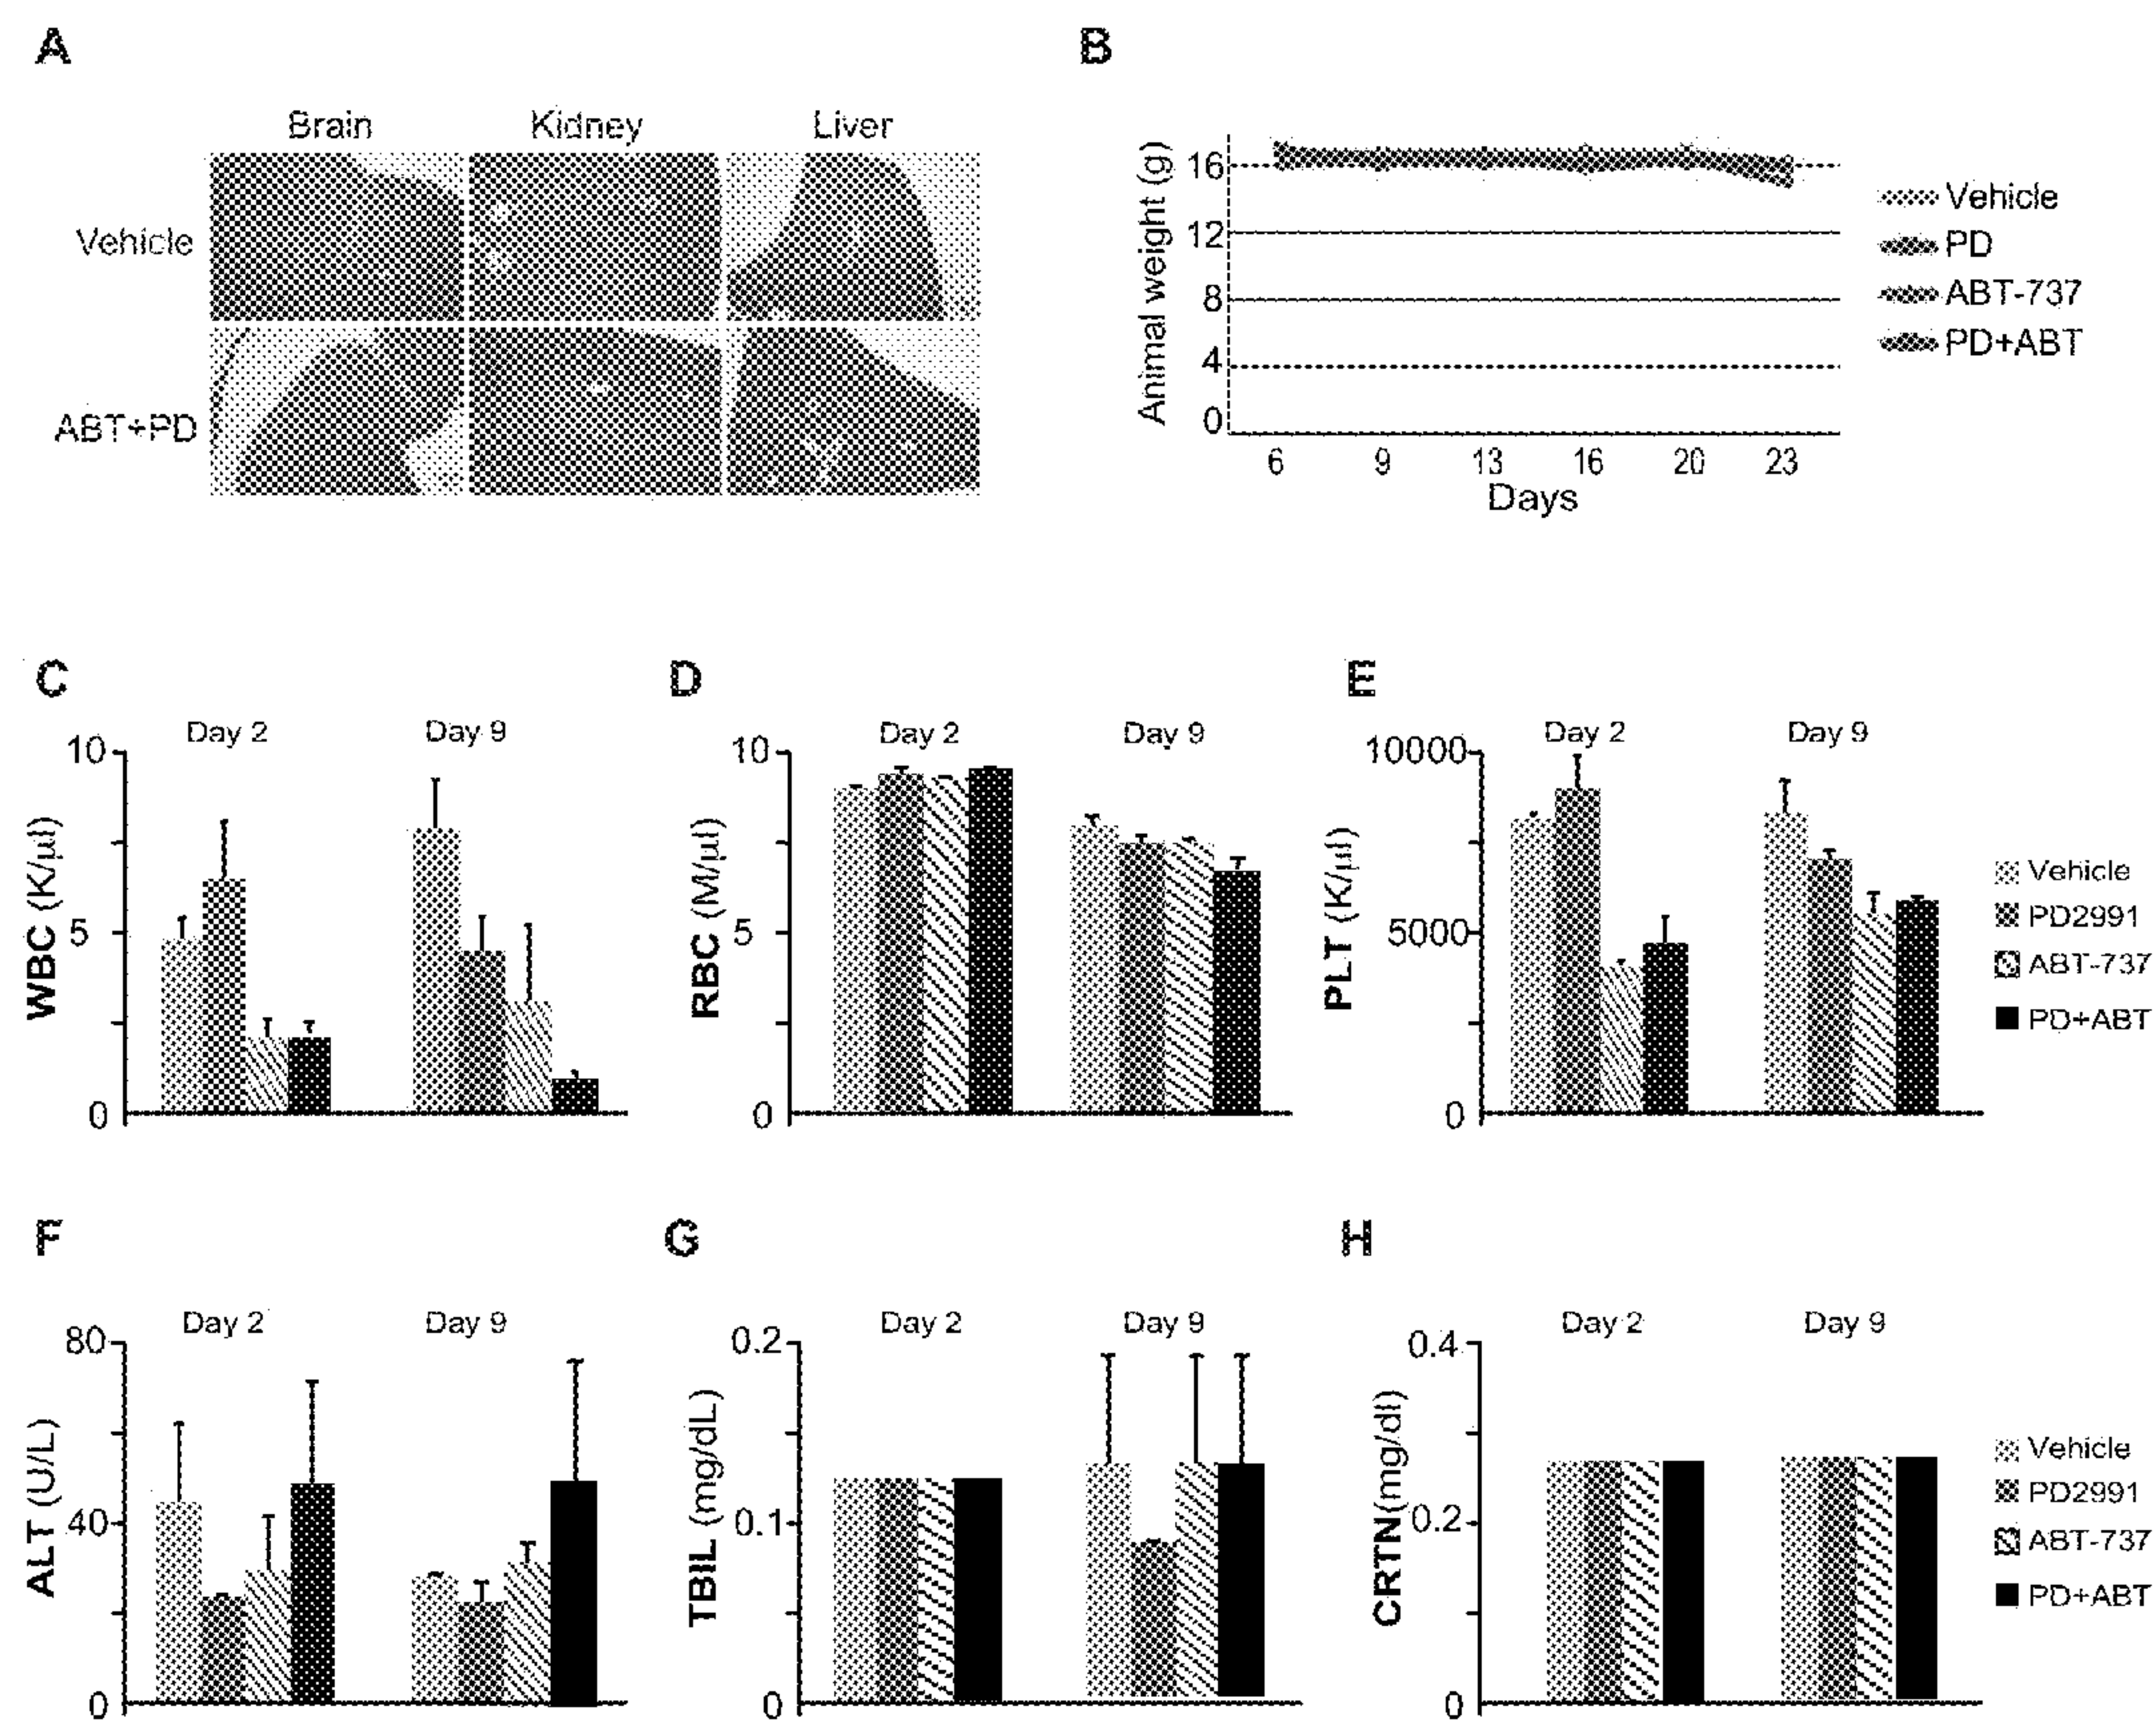 A
Brain Kidney Liver
Vehicle
ABT+PD
B
Animal weight (g)
16
12
8
4
0
6 9 13 16 20 23
Days
Vehicle
PD
ABT-737
PD+ABT
C
Day 2 Day 9
WBC (K/µl)
10
5
0
D
Day 2 Day 9
RBC (M/µl)
10
5
0
E
Day 2 Day 9
PLT (K/µl)
10000
5000
0
Vehicle
PD2991
ABT-737
PD+ABT
F
Day 2 Day 9
ALT (U/L)
80
40
0
G
Day 2 Day 9
TBIL (mg/dL)
0.2
0.1
0
H
Day 2 Day 9
CRTN(mg/dl)
0.4
0.2
0
Vehicle
PD2991
ABT-737
PD+ABT